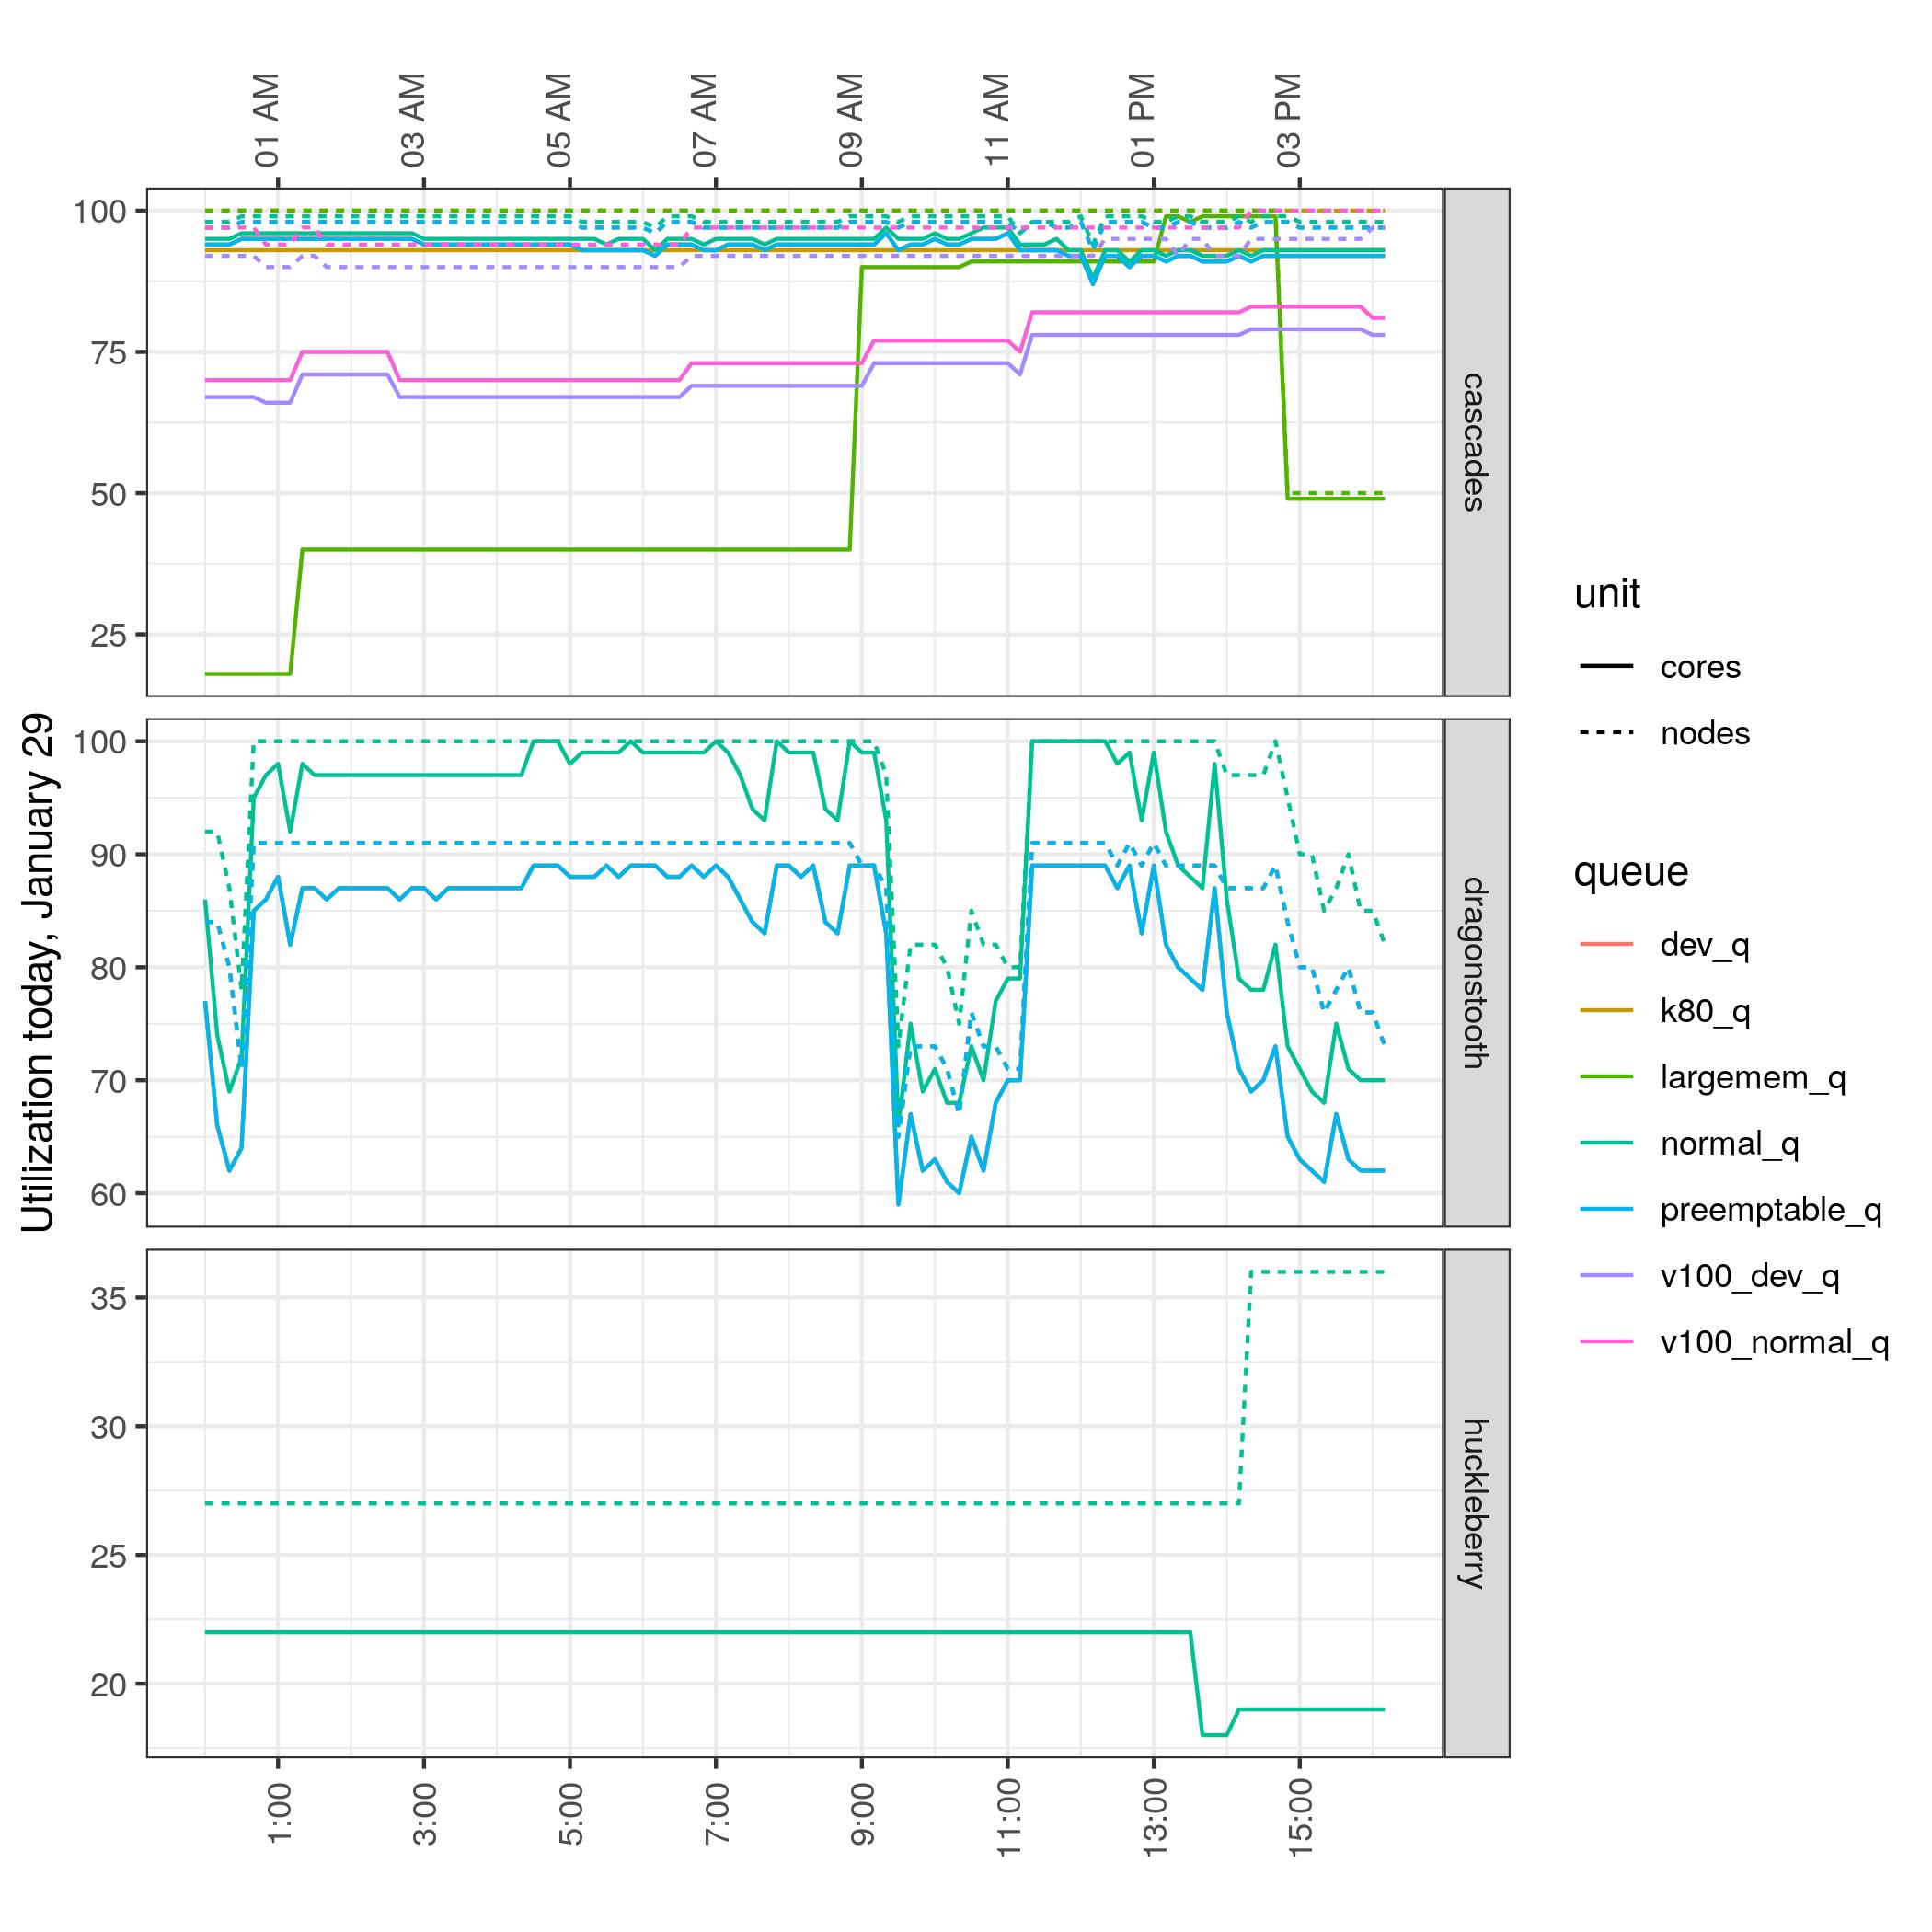 01 AM
03 AM
05 AM
07 AM
09 AM
11 AM
01 PM
03 PM
Utilization today, January 29
100
75
50
25
cascades
100
90
80
70
60
dragonstooth
35
30
25
20
huckleberry
1:00
3:00
5:00
7:00
9:00
11:00
13:00
15:00
unit
cores
nodes
queue
dev_q
k80_q
largemem_q
normal_q
preemptable_q
v100_dev_q
v100_normal_q